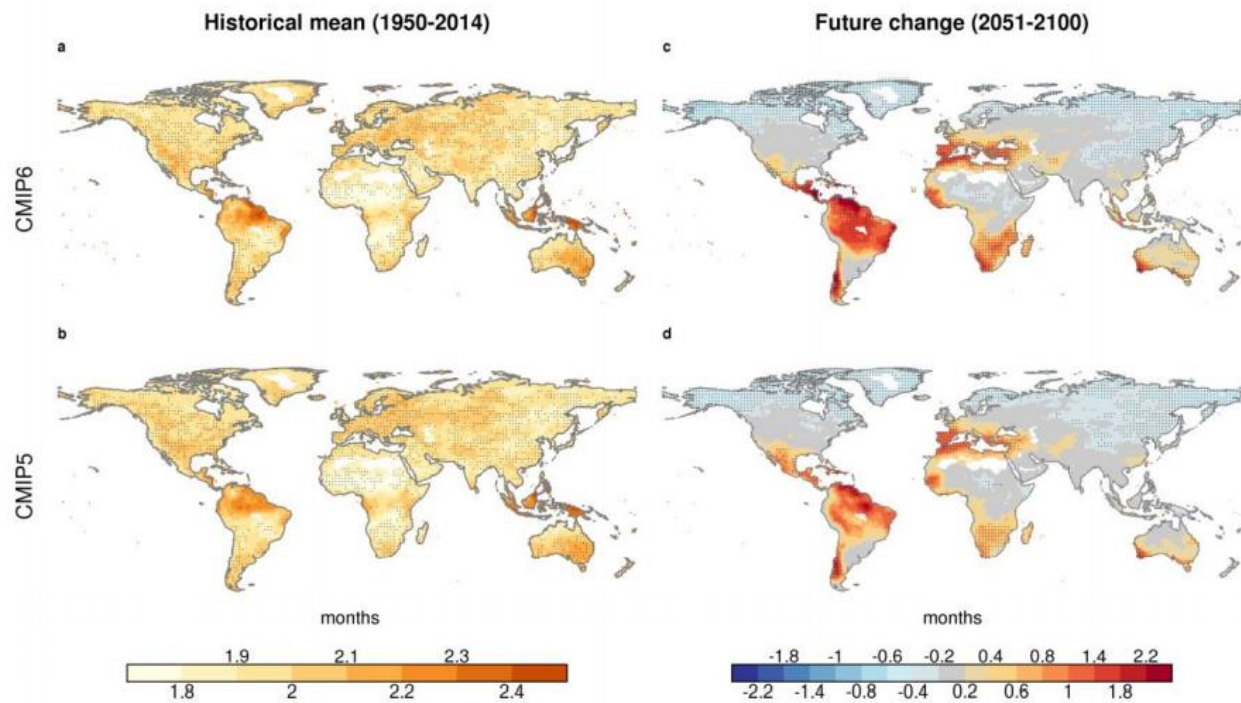 Historical mean (1950-2014)
Future change (2051-2100)
a
c
CMIP6
b
d
CMIP5
months
months
1.9 2.1 2.3
1.8 2 2.2 2.4
-1.8 -1 -0.6 -0.2 0.4 0.8 1.4 2.2
-2.2 -1.4 -0.8 -0.4 0.2 0.6 1 1.8